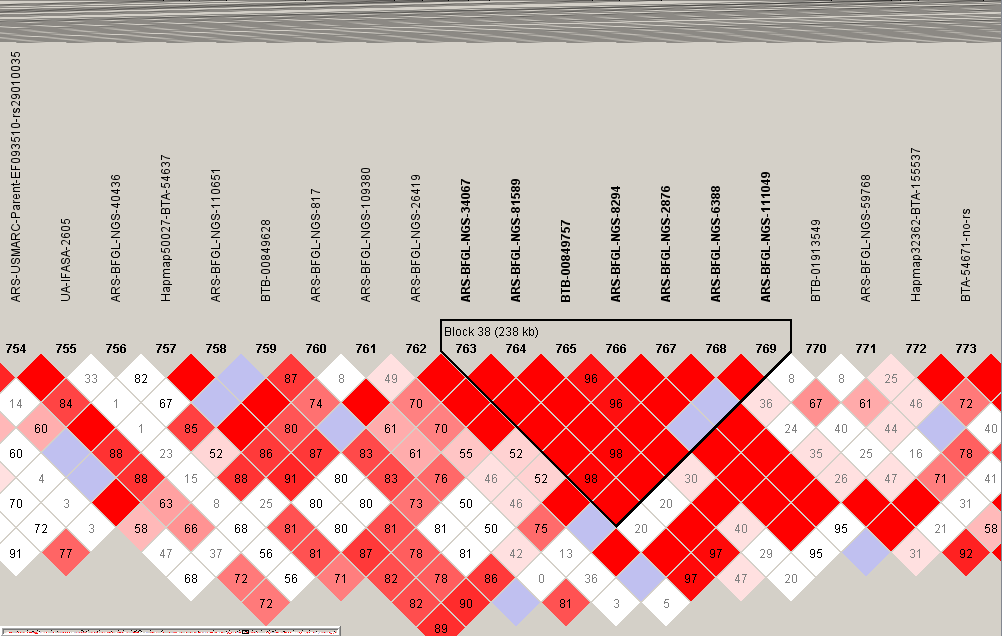 ARS-USMARC-Parent-EF093510-rs29010035
UA-IFASA-2605
ARS-BFGL-NGS-40436
Hapmap50027-BTA-54637
ARS-BFGL-NGS-110651
BTB-00849628
ARS-BFGL-NGS-817
ARS-BFGL-NGS-109380
ARS-BFGL-NGS-26419
ARS-BFGL-NGS-34067
ARS-BFGL-NGS-81589
BTB-00849757
ARS-BFGL-NGS-8294
ARS-BFGL-NGS-2876
ARS-BFGL-NGS-6388
ARS-BFGL-NGS-111049
BTB-01913549
ARS-BFGL-NGS-59768
Hapmap32362-BTA-155537
BTA-54671-no-rs
Block 38 (238 kb)
754 755 756 757 758 759 760 761 762 763 764 765 766 767 768 769 770 771 772 773
33 82 87 8 49 96 8 8 25
14 84 1 67 74 70 96 36 67 61 46 72
60 1 85 80 61 70 24 40 44 40
60 88 23 52 86 87 83 61 55 52 98 35 25 16 78
4 88 15 88 91 80 83 76 46 52 98 30 26 47 71 41
70 3 63 8 25 80 80 73 50 46 20 31
72 3 58 66 68 81 80 81 81 50 75 20 40 95 21 58
91 77 47 37 56 81 87 78 81 42 13 97 29 95 31 92
68 72 56 71 82 78 86 0 36 97 47 20
72 82 90 81 3 5
89